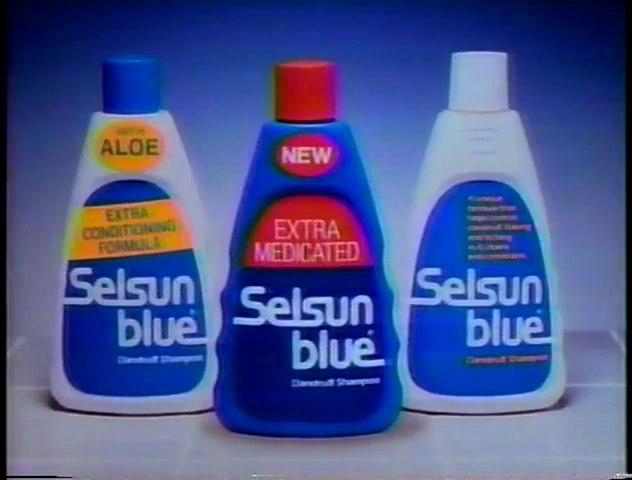 WITH
ALOE
EXTRA
CONDITIONING
FORMULA
Selsun
blue
Dandruff Shampoo
NEW
EXTRA
MEDICATED
Selsun
blue
Dandruff Shampoo
Selsun
blue
Dandruff Shampoo